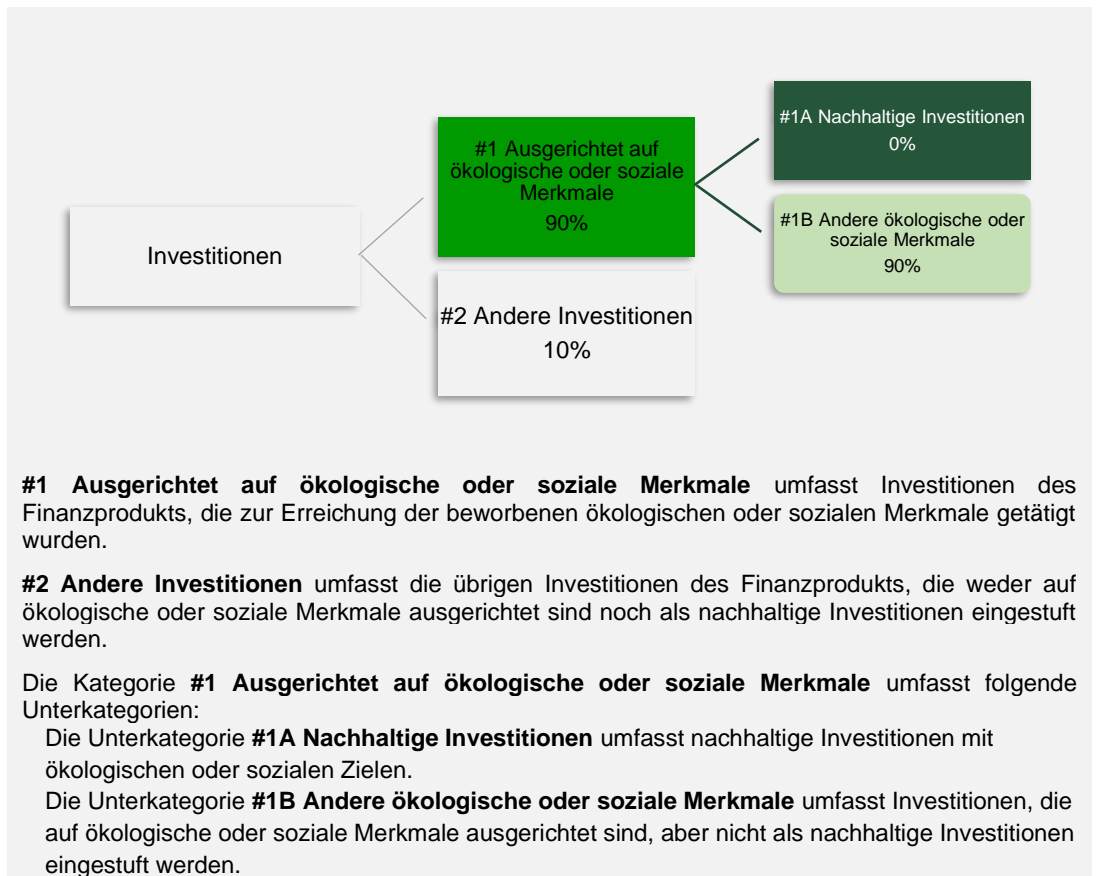 #1A Nachhaltige Investitionen
0%
#1 Ausgerichtet auf
ökologische oder soziale
Merkmale
90%
#1B Andere ökologische oder
soziale Merkmale
90%
Investitionen
#2 Andere Investitionen
10%
#1 Ausgerichtet auf ökologische oder soziale Merkmale umfasst Investitionen des
Finanzprodukts, die zur Erreichung der beworbenen ökologischen oder sozialen Merkmale getätigt
wurden.
#2 Andere Investitionen umfasst die übrigen Investitionen des Finanzprodukts, die weder auf
ökologische oder soziale Merkmale ausgerichtet sind noch als nachhaltige Investitionen eingestuft
werden.
Die Kategorie #1 Ausgerichtet auf ökologische oder soziale Merkmale umfasst folgende
Unterkategorien:
Die Unterkategorie #1A Nachhaltige Investitionen umfasst nachhaltige Investitionen mit
ökologischen oder sozialen Zielen.
Die Unterkategorie #1B Andere ökologische oder soziale Merkmale umfasst Investitionen, die
auf ökologische oder soziale Merkmale ausgerichtet sind, aber nicht als nachhaltige Investitionen
eingestuft werden.